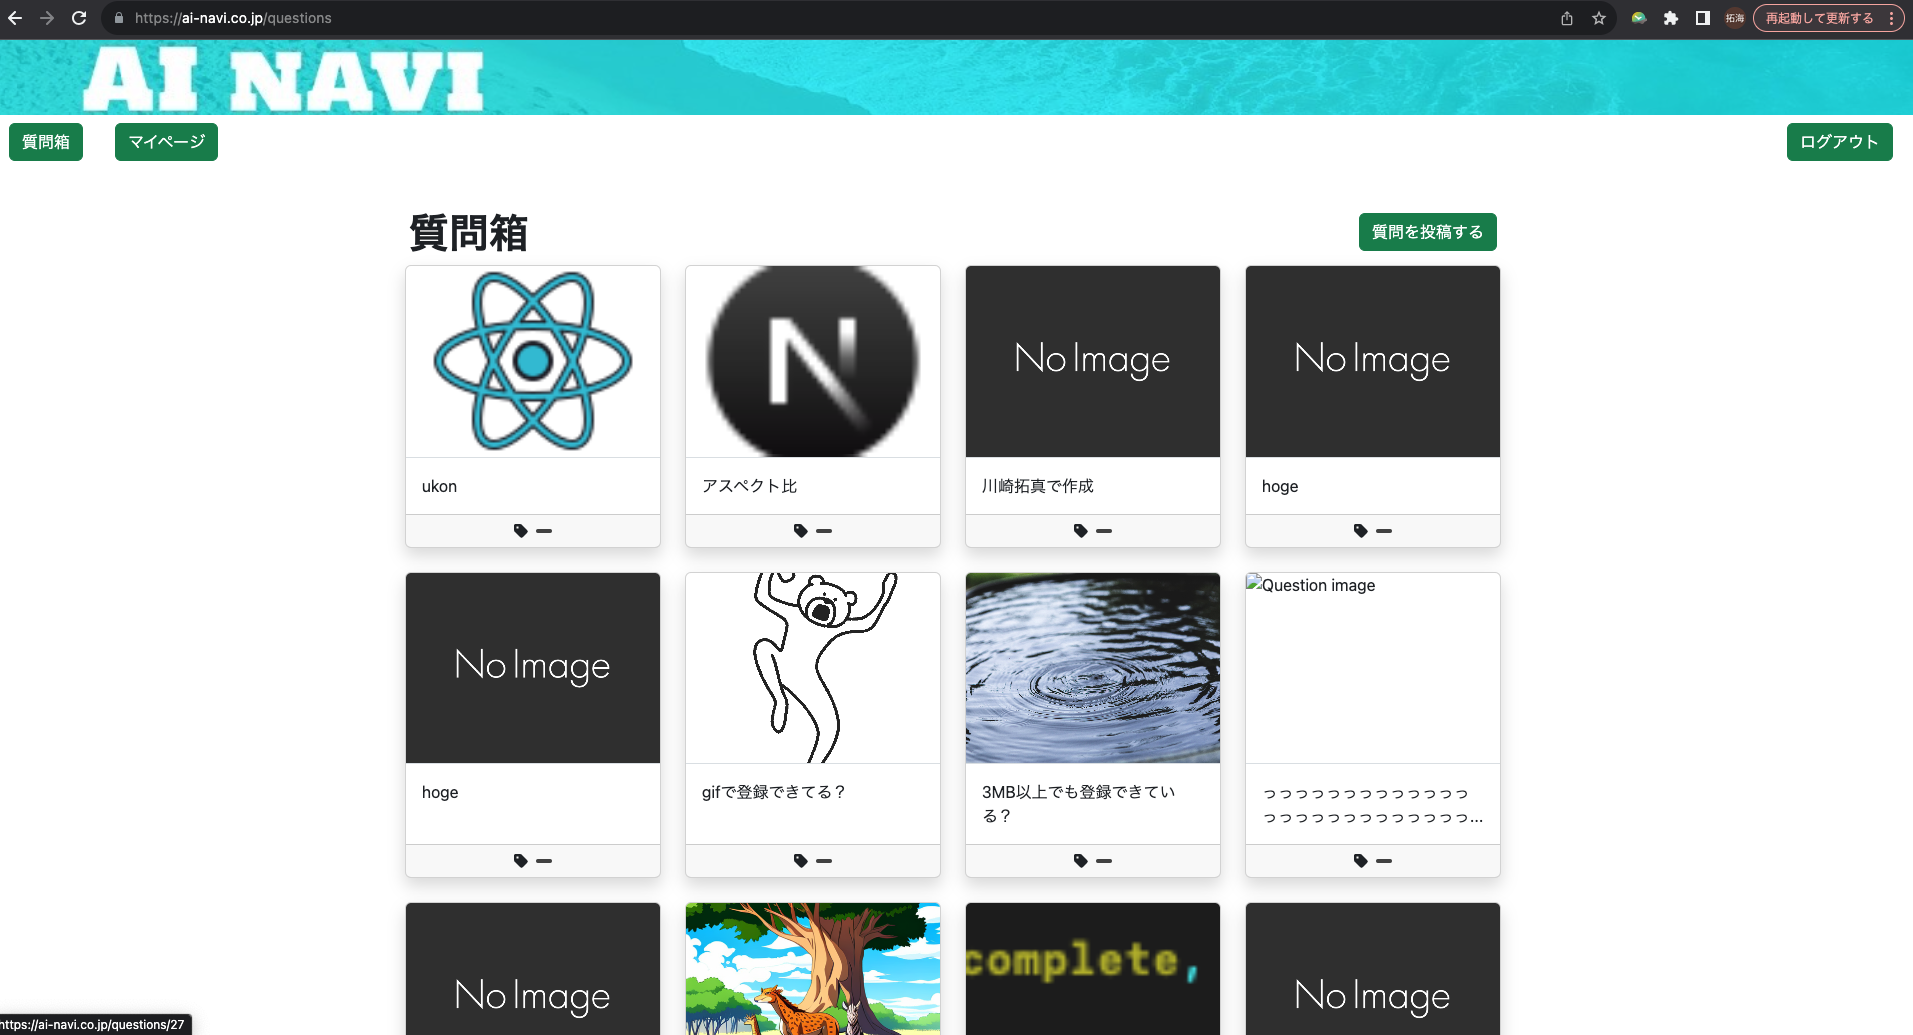 https://ai-navi.co.jp/questions
拓海
再起動して更新する
AI NAVI
質問箱
マイページ
ログアウト
質問箱
質問を投稿する
N
No Image
No Image
ukon
アスペクト比
川崎拓真で作成
hoge
No Image
Question image
hoge
gifで登録できてる？
3MB以上でも登録できてい
る？
っっっっっっっっっっっっっ
っっっっっっっっっっっっっ...
No Image
complete,
No Image
https://ai-navi.co.jp/questions/27